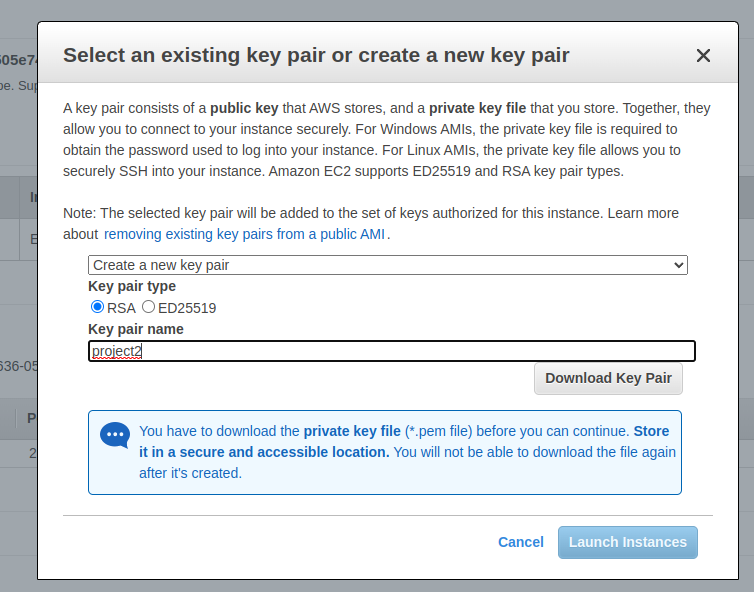 Select an existing key pair or create a new key pair
A key pair consists of a public key that AWS stores, and a private key file that you store. Together, they
allow you to connect to your instance securely. For Windows AMIs, the private key file is required to
obtain the password used to log into your instance. For Linux AMIs, the private key file allows you to
securely SSH into your instance. Amazon EC2 supports ED25519 and RSA key pair types.
Note: The selected key pair will be added to the set of keys authorized for this instance. Learn more
about removing existing key pairs from a public AMI.
Create a new key pair
Key pair type
RSA ED25519
Key pair name
project2
Download Key Pair
You have to download the private key file (*.pem file) before you can continue. Store
it in a secure and accessible location. You will not be able to download the file again
after it's created.
Cancel Launch Instances